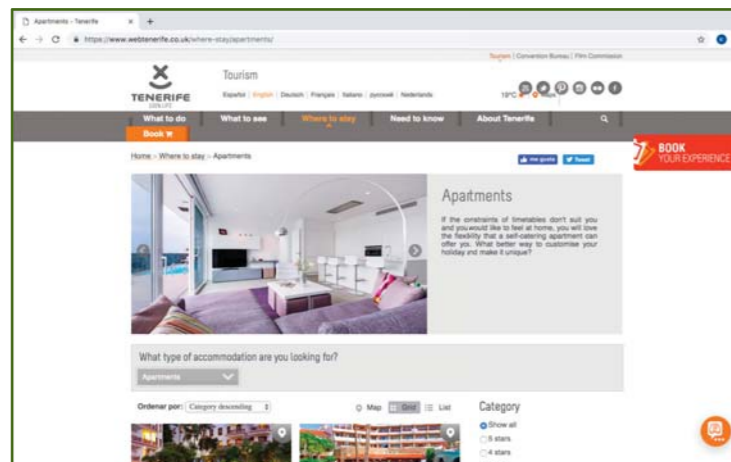 Apartments - Tenerife
https://www.webtenerife.co.uk/where-stay/apartments/
Tourism | Convention Bureau | Film Commission
TENERIFE
Tourism
Español | English | Deutsch | Français | Italiano | русский | Nederlands
19°C
Maps
What to do
What to see
Where to stay
Need to know
About Tenerife
Book
BOOK
YOUR EXPERIENCE
Home > Where to stay > Apartments
me gusta
Tweet
Apartments
If the constraints of timetables don't suit you
and you would like to feel at home, you will love
the flexibility that a self-catering apartment can
offer you. What better way to customise your
holiday and make it unique?
What type of accommodation are you looking for?
Apartments
Ordenar por: Category descending
Map Grid List
Category
Show all
5 stars
4 stars